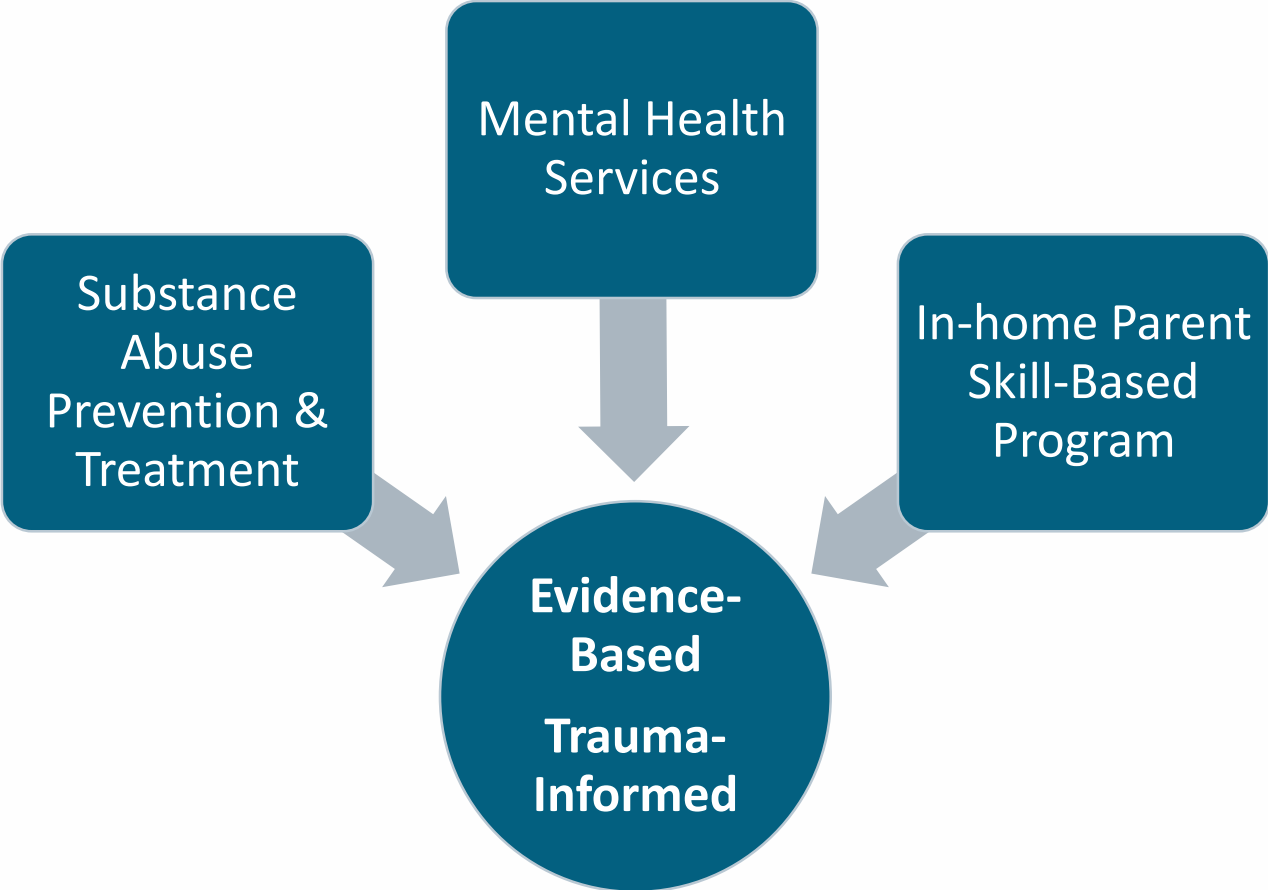 Mental Health
Services
Substance
Abuse
Prevention &
Treatment
In-home Parent
Skill-Based
Program
Evidence-
Based
Trauma-
Informed